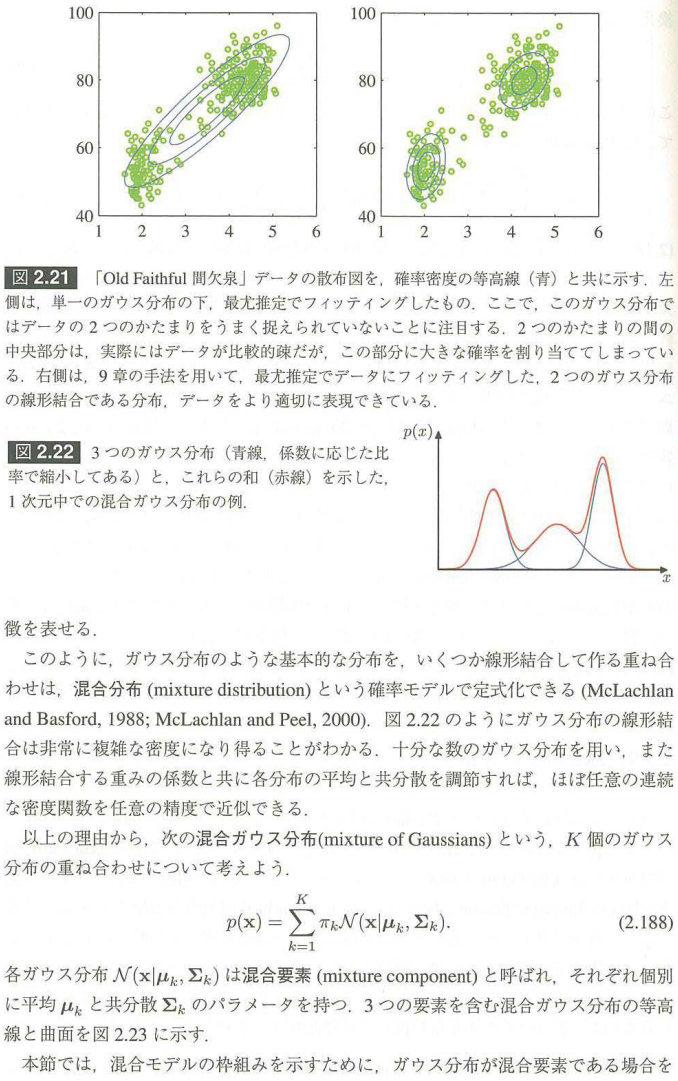 100
80
60
40
1 2 3 4 5 6
100
80
60
40
1 2 3 4 5 6
図 2.21 「Old Faithful 間欠泉」データの散布図を，確率密度の等高線（青）と共に示す．左
側は，単一のガウス分布の下，最尤推定でフィッティングしたもの．ここで，このガウス分布で
はデータの 2 つのかたまりをうまく捉えられていないことに注目する．2 つのかたまりの間の
中央部分は，実際にはデータが比較的疎だが，この部分に大きな確率を割り当ててしまってい
る．右側は，9 章の手法を用いて，最尤推定でデータにフィッティングした，2 つのガウス分布
の線形結合である分布，データをより適切に表現できている．
図 2.22 3 つのガウス分布（青線，係数に応じた比
率で縮小してある）と，これらの和（赤線）を示した，
1 次元中での混合ガウス分布の例．
p(x)
x
徴を表せる．
このように，ガウス分布のような基本的な分布を，いくつか線形結合して作る重ね合
わせは，混合分布 (mixture distribution) という確率モデルで定式化できる (McLachlan
and Basford, 1988; McLachlan and Peel, 2000)．図 2.22 のようにガウス分布の線形結
合は非常に複雑な密度になり得ることがわかる．十分な数のガウス分布を用い，また
線形結合する重みの係数と共に各分布の平均と共分散を調節すれば，ほぼ任意の連続
な密度関数を任意の精度で近似できる．
以上の理由から，次の混合ガウス分布(mixture of Gaussians) という，K 個のガウス
分布の重ね合わせについて考えよう．
p(x) = ∑_{k=1}^{K} π_k 𝒩(x|μ_k, Σ_k). (2.188)
各ガウス分布 𝒩(x|μ_k, Σ_k) は混合要素 (mixture component) と呼ばれ，それぞれ個別
に平均 μ_k と共分散 Σ_k のパラメータを持つ．3 つの要素を含む混合ガウス分布の等高
線と曲面を図 2.23 に示す．
本節では，混合モデルの枠組みを示すために，ガウス分布が混合要素である場合を